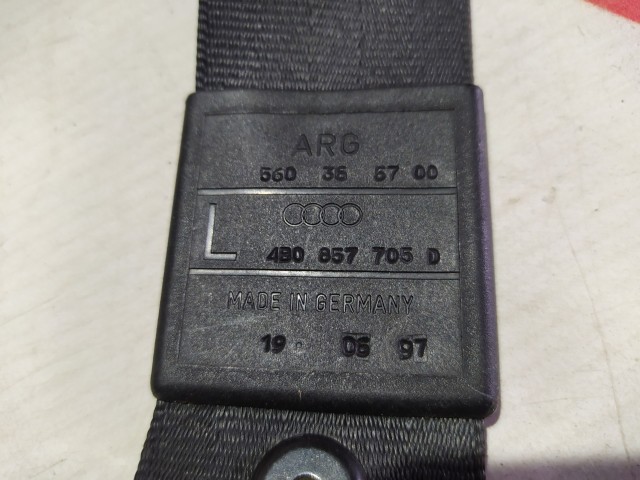 ARG
560 36 67 00
L
4B0 857 705 D
MADE IN GERMANY
19 06 97